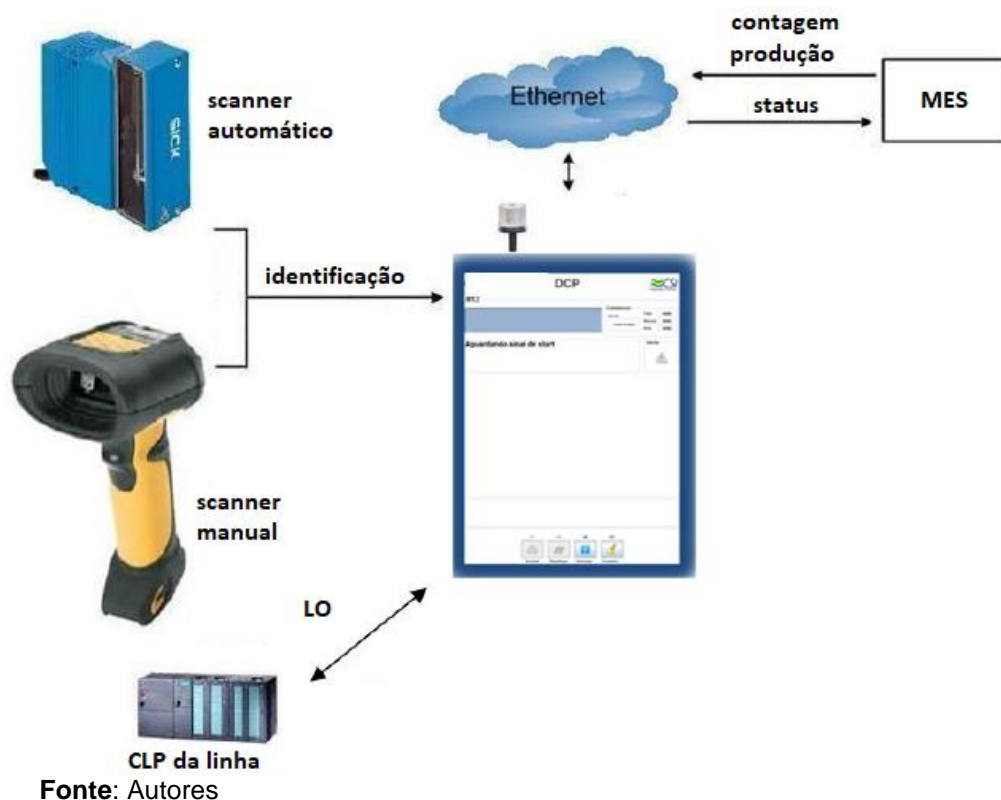 contagem
produção
Ethernet
status
MES
scanner
automático
SICK
identificação
DCP
Aguardando sinal de start
scanner
manual
LO
CLP da linha
Fonte: Autores